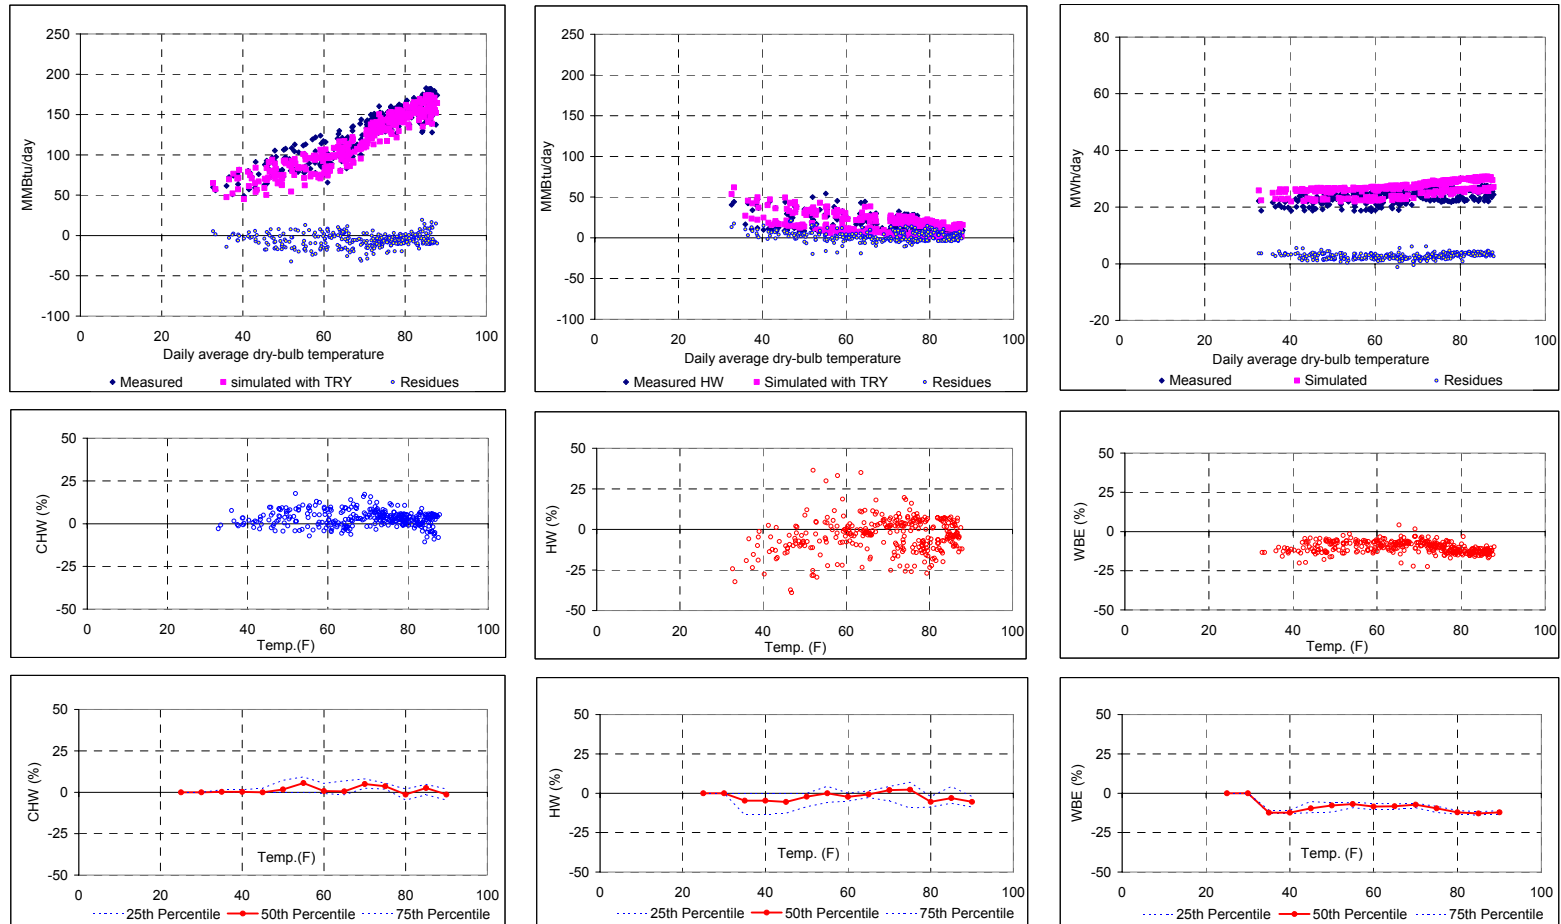 250
200
150
100
50
0
-50
-100
MMBtu/day
0 20 40 60 80 100
Daily average dry-bulb temperature
Measured simulated with TRY Residues
250
200
150
100
50
0
-50
-100
MMBtu/day
0 20 40 60 80 100
Daily average dry-bulb temperature
Measured HW Simulated with TRY Residues
80
60
40
20
0
-20
MWh/day
0 20 40 60 80 100
Daily average dry-bulb temperature
Measured Simulated Residues
50
25
0
-25
-50
CHW (%)
0 20 40 60 80 100
Temp.(F)
50
25
0
-25
-50
HW (%)
0 20 40 60 80 100
Temp. (F)
50
25
0
-25
-50
WBE (%)
0 20 40 60 80 100
Temp. (F)
50
25
0
-25
-50
CHW (%)
0 20 40 60 80 100
Temp.(F)
25th Percentile 50th Percentile 75th Percentile
50
25
0
-25
-50
HW (%)
0 20 40 60 80 100
Temp. (F)
25th Percentile 50th Percentile 75th Percentile
50
25
0
-25
-50
WBE (%)
0 20 40 60 80 100
Temp. (F)
25th Percentile 50th Percentile 75th Percentile